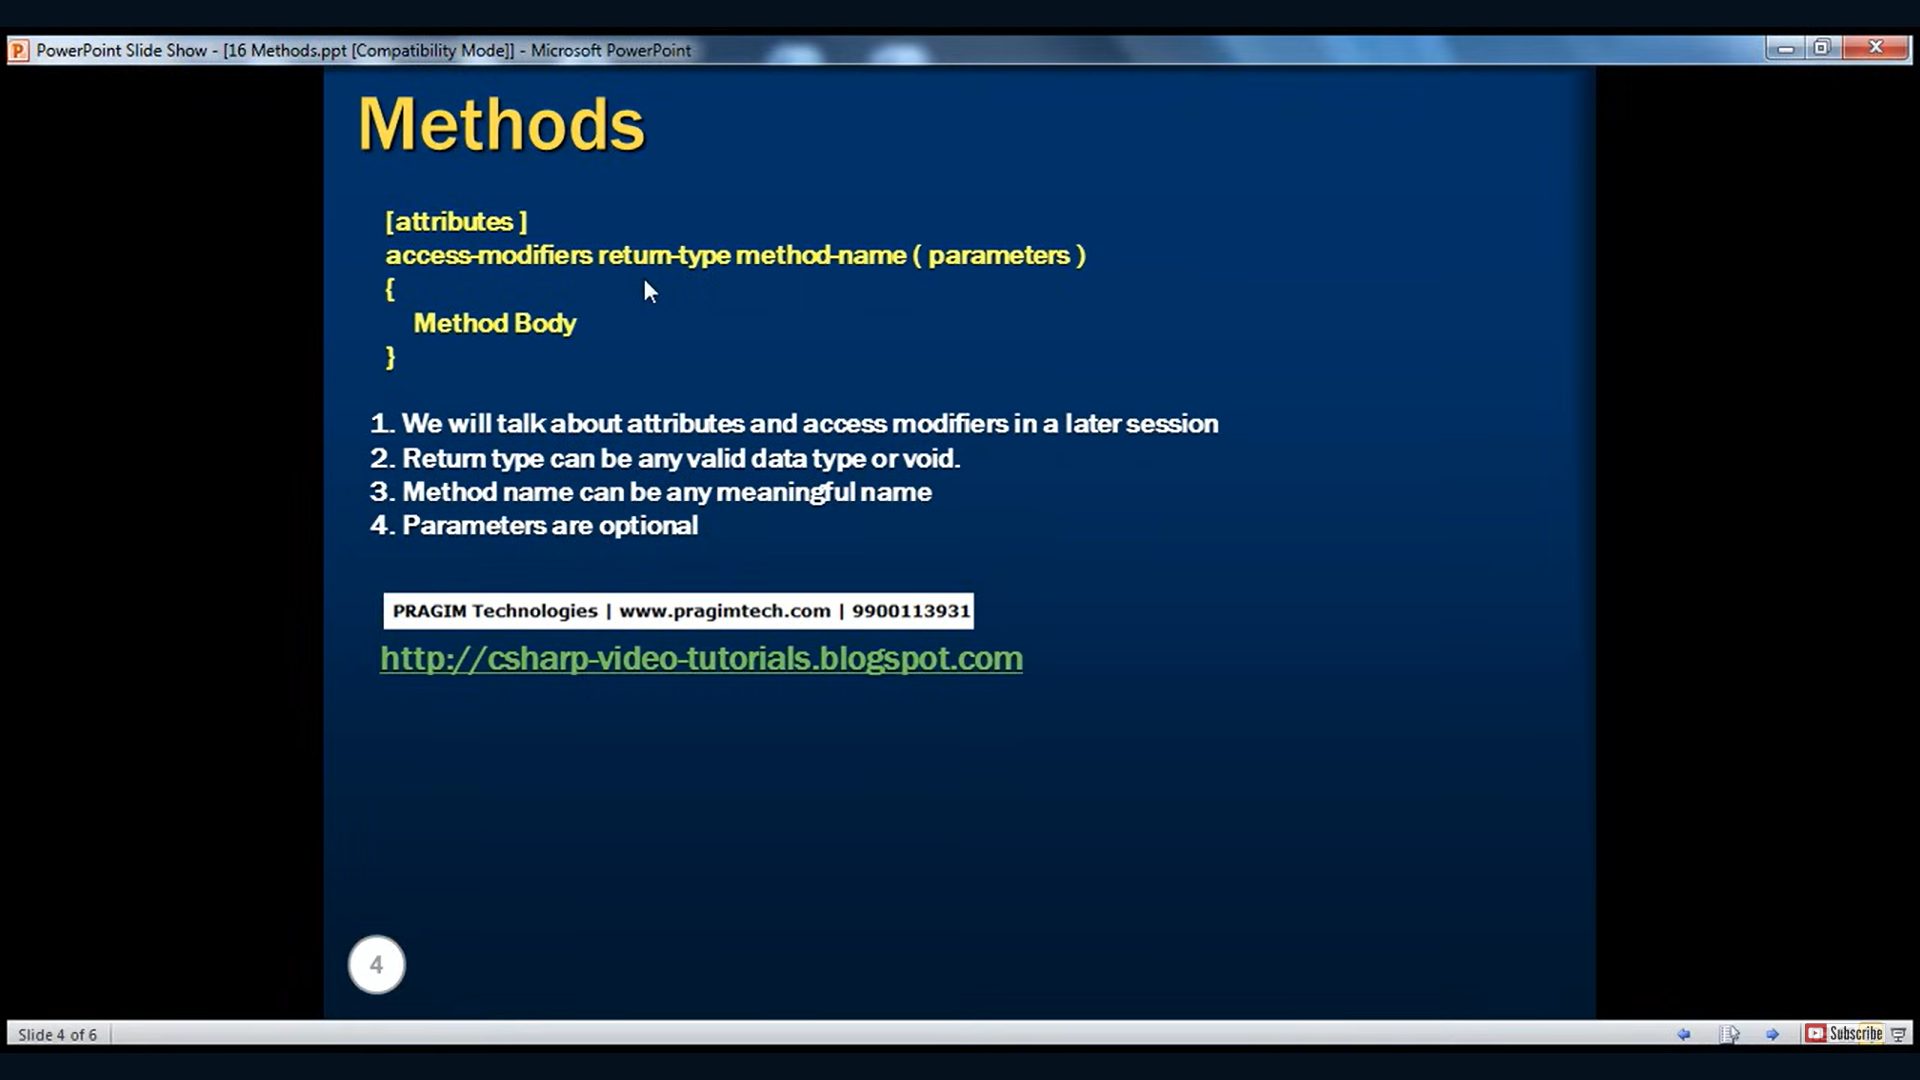 PowerPoint Slide Show - [16 Methods.ppt [Compatibility Mode]] - Microsoft PowerPoint
Methods
[attributes ]
access-modifiers return-type method-name ( parameters )
{
Method Body
}
1. We will talk about attributes and access modifiers in a later session
2. Return type can be any valid data type or void.
3. Method name can be any meaningful name
4. Parameters are optional
PRAGIM Technologies | www.pragimtech.com | 9900113931
http://csharp-video-tutorials.blogspot.com
4
Slide 4 of 6
Subscribe